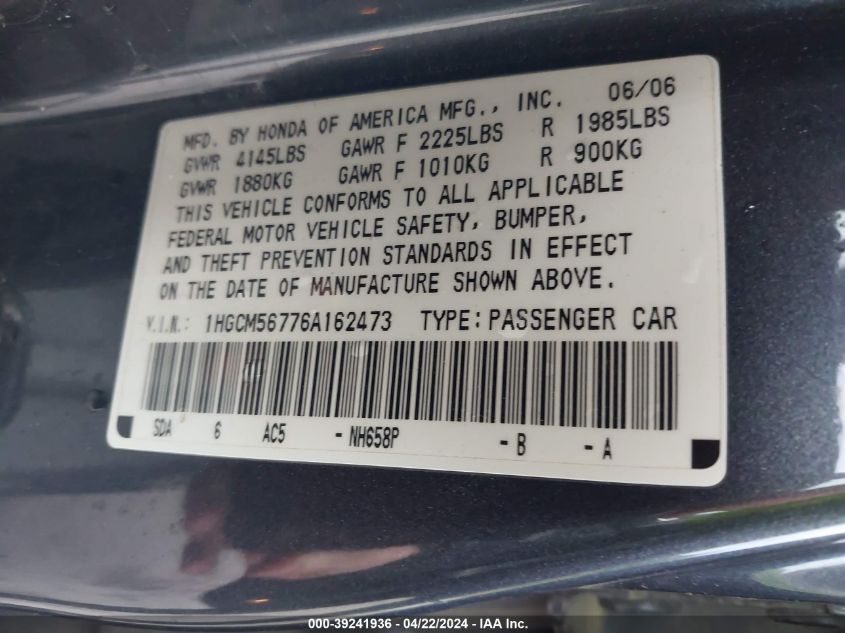 MFD. BY HONDA OF AMERICA MFG., INC. 06/06
GVWR 4145LBS GAWR F 2225LBS R 1985LBS
GVWR 1880KG GAWR F 1010KG R 900KG
THIS VEHICLE CONFORMS TO ALL APPLICABLE
FEDERAL MOTOR VEHICLE SAFETY, BUMPER,
AND THEFT PREVENTION STANDARDS IN EFFECT
ON THE DATE OF MANUFACTURE SHOWN ABOVE.
V.I.N.: 1HGCM56776A162473 TYPE: PASSENGER CAR
SDA 6 AC5 -NH658P -B -A
000-39241936 - 04/22/2024 - IAA Inc.